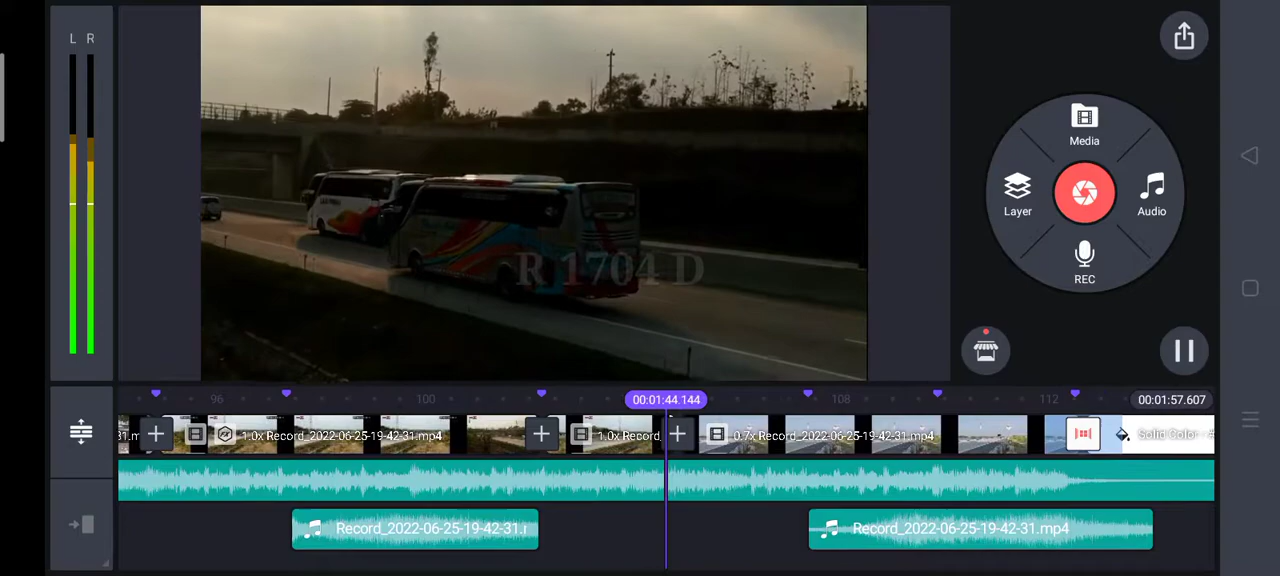 L R
Media
Layer
Audio
REC
R 1704 D
96
100
00:01:44.144
108
112
00:01:57.607
1.0x Record_2022-06-25-19-42-31.mp4
1.0x Record_
0.7x Record_2022-06-25-19-42-31.mp4
Solid Color - #
Record_2022-06-25-19-42-31.
Record_2022-06-25-19-42-31.mp4